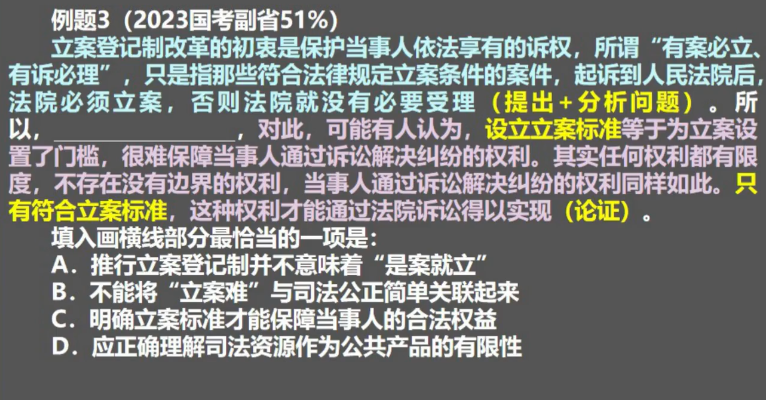 例题3（2023国考副省51%）
立案登记制改革的初衷是保护当事人依法享有的诉权，所谓“有案必立、
有诉必理”，只是指那些符合法律规定立案条件的案件，起诉到人民法院后，
法院必须立案，否则法院就没有必要受理（提出+分析问题）。所
以，________________，对此，可能有人认为，设立立案标准等于为立案设
置了门槛，很难保障当事人通过诉讼解决纠纷的权利。其实任何权利都有限
度，不存在没有边界的权利，当事人通过诉讼解决纠纷的权利同样如此。只
有符合立案标准，这种权利才能通过法院诉讼得以实现（论证）。
填入画横线部分最恰当的一项是：
A．推行立案登记制并不意味着“是案就立”
B．不能将“立案难”与司法公正简单关联起来
C．明确立案标准才能保障当事人的合法权益
D．应正确理解司法资源作为公共产品的有限性